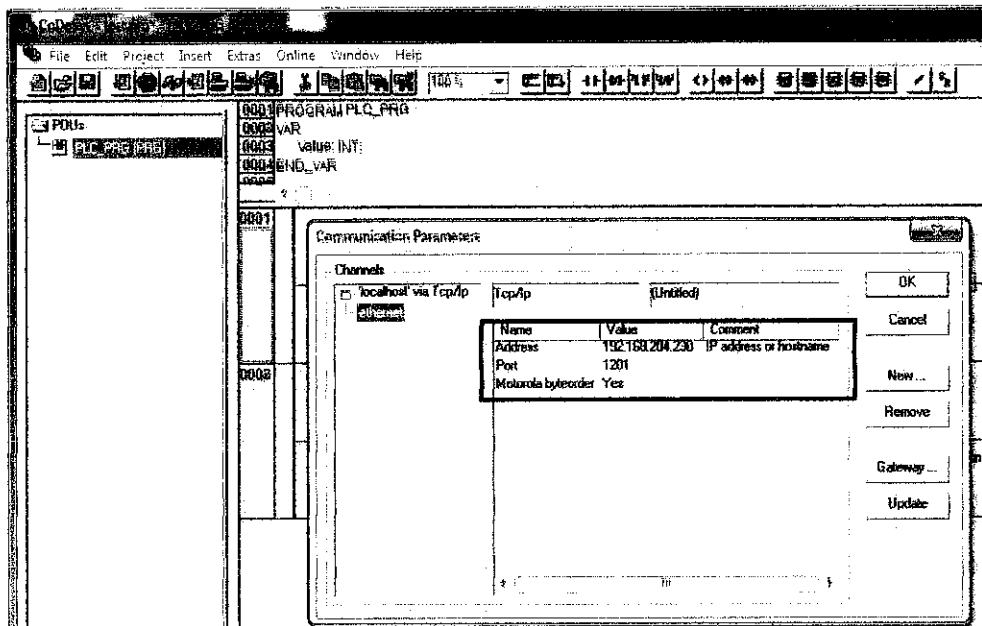 CoDeSys
File Edit Project Insert Extras Online Window Help
100 %
POUs
PLC_PRG (PRG)
0001 PROGRAM PLC_PRG
0002 VAR
0003 value: INT;
0004 END_VAR
0005
0001
0002
Communication Parameters
Channels
'localhost' via Tcp/Ip
ethernet
Tcp/Ip (Untitled)
Name Value Comment
Address 192.168.204.230 IP address or hostname
Port 1201
Motorola byteorder Yes
OK
Cancel
New ...
Remove
Gateway ...
Update